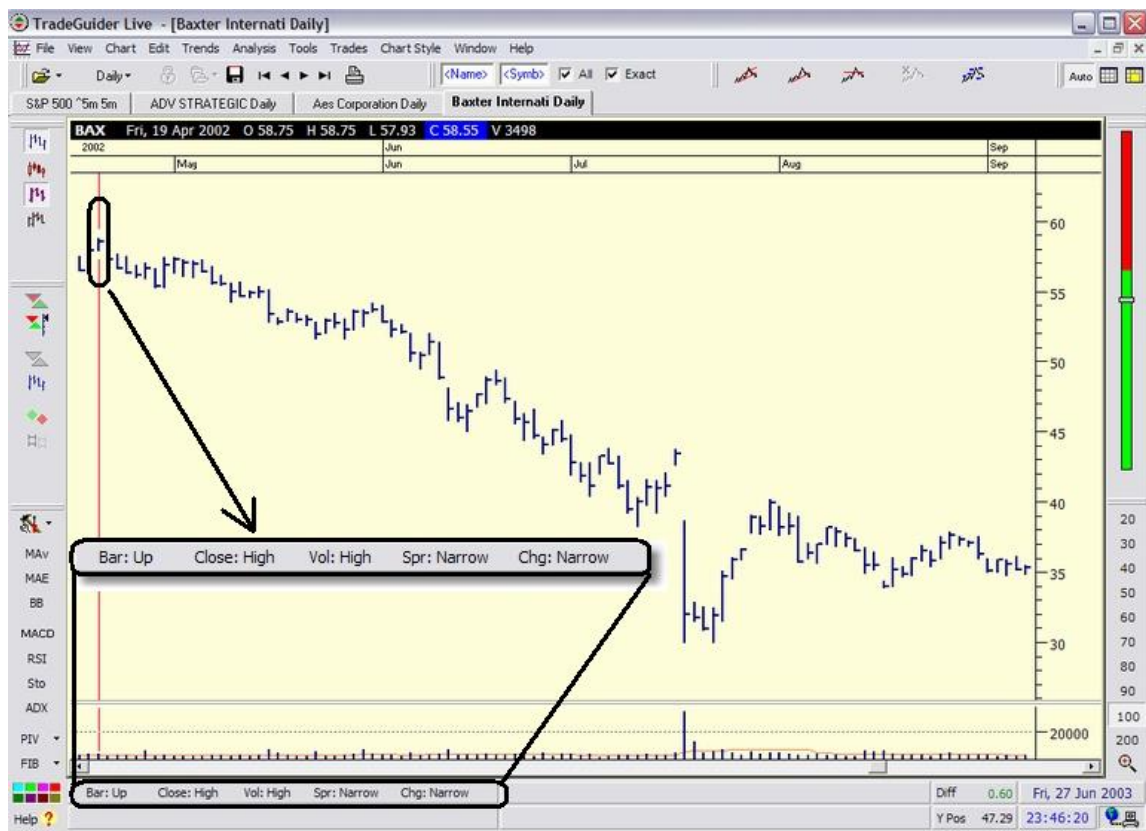 TradeGuider Live - [Baxter Internati Daily]
File View Chart Edit Trends Analysis Tools Trades Chart Style Window Help
Daily <Name> <Symb> All Exact Auto
S&P 500 ^5m 5m ADV STRATEGIC Daily Aes Corporation Daily Baxter Internati Daily
BAX Fri, 19 Apr 2002 O 58.75 H 58.75 L 57.93 C 58.55 V 3498
2002 Jun Sep
May Jun Jul Aug Sep
60
55
50
45
40
35
30
20000
Bar: Up Close: High Vol: High Spr: Narrow Chg: Narrow
MAv
MAE
BB
MACD
RSI
Sto
ADX
PIV
FIB
20
30
40
50
60
70
80
90
100
200
Bar: Up Close: High Vol: High Spr: Narrow Chg: Narrow Diff 0.60 Fri, 27 Jun 2003
Help ? Y Pos 47.29 23:46:20